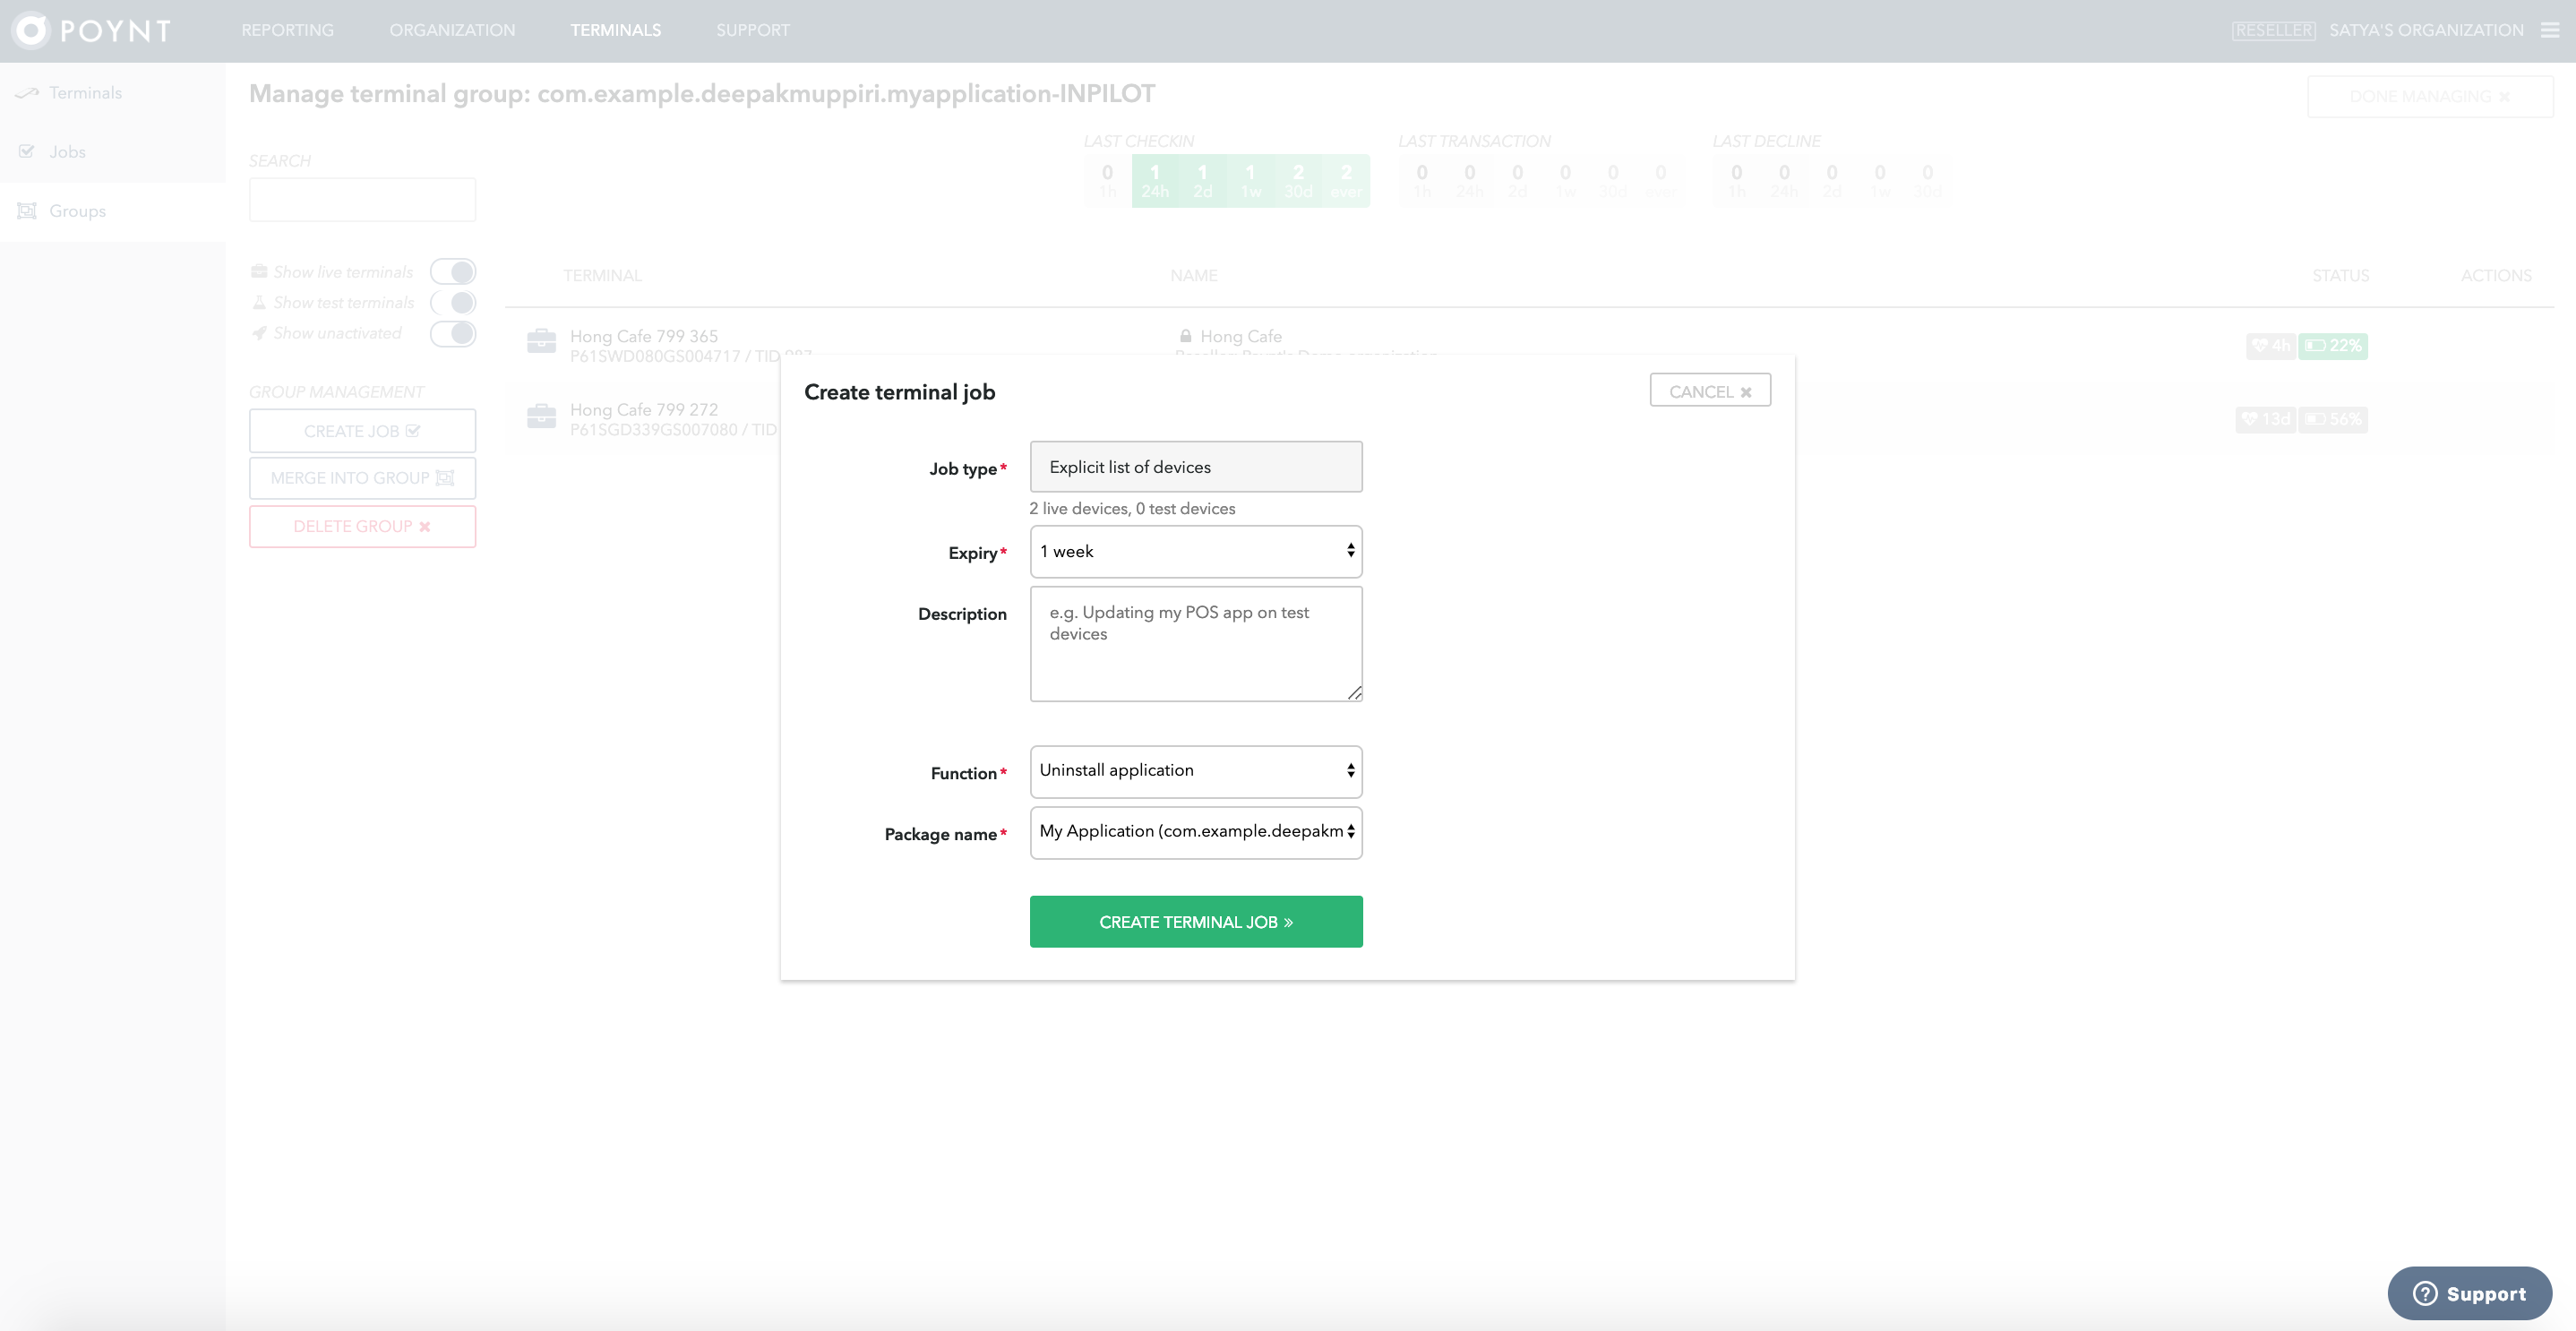 POYNT
REPORTING
ORGANIZATION
TERMINALS
SUPPORT
RESELLER
SATYA'S ORGANIZATION
Terminals
Jobs
Groups
Manage terminal group: com.example.deepakmuppiri.myapplication-INPILOT
DONE MANAGING
SEARCH
LAST CHECKIN
0 1 1 1 2 2
1h 24h 2d 1w 30d ever
LAST TRANSACTION
0 0 0 0 0 0
1h 24h 2d 1w 30d ever
LAST DECLINE
0 0 0 0 0
1h 24h 2d 1w 30d
Show live terminals
Show test terminals
Show unactivated
GROUP MANAGEMENT
CREATE JOB
MERGE INTO GROUP
DELETE GROUP
TERMINAL NAME STATUS ACTIONS
Hong Cafe 799 365
P61SWD080GS004717 / TID 987
Hong Cafe
4h 22%
Hong Cafe 799 272
P61SGD339GS007080 / TID
13d 56%
Create terminal job
CANCEL
Job type*
Explicit list of devices
2 live devices, 0 test devices
Expiry*
1 week
Description
e.g. Updating my POS app on test
devices
Function*
Uninstall application
Package name*
My Application (com.example.deepakm
CREATE TERMINAL JOB »
Support